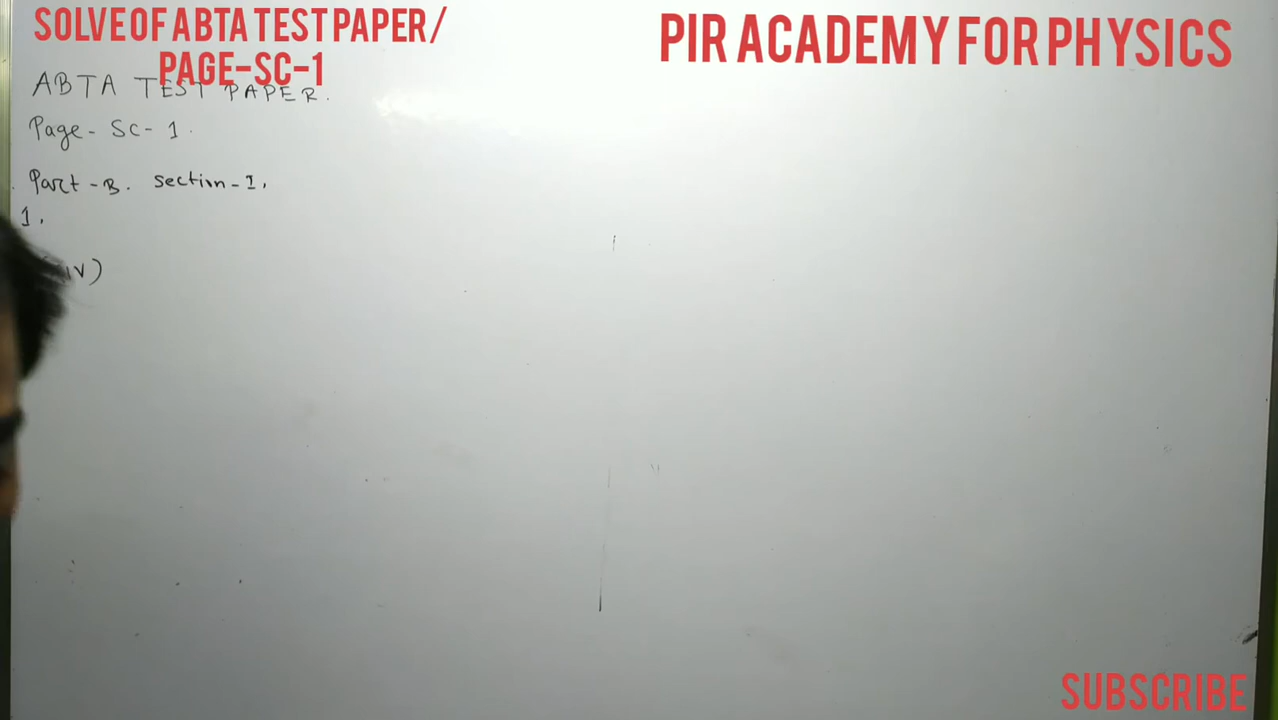 SOLVE OF ABTA TEST PAPER /
PAGE-SC-1
PIR ACADEMY FOR PHYSICS
ABTA TEST PAPER.
Page - SC - 1.
Part - B. Section - I.
1.
iv)
SUBSCRIBE